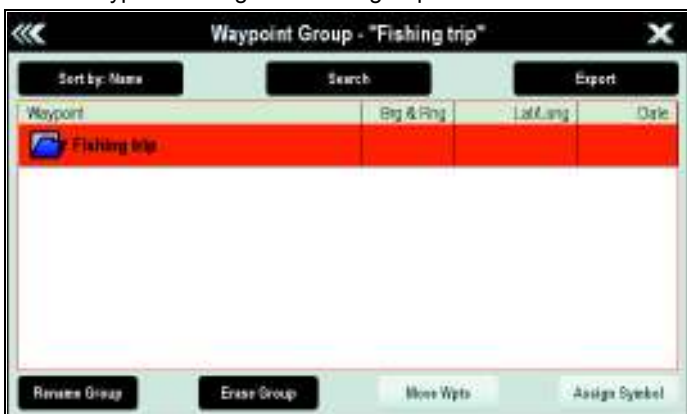 Waypoint Group - "Fishing trip"
Sort by: Name Search Export
Waypoint Brg & Rng Lat/Long Date
Fishing trip
Rename Group Erase Group Move Wpts Assign Symbol